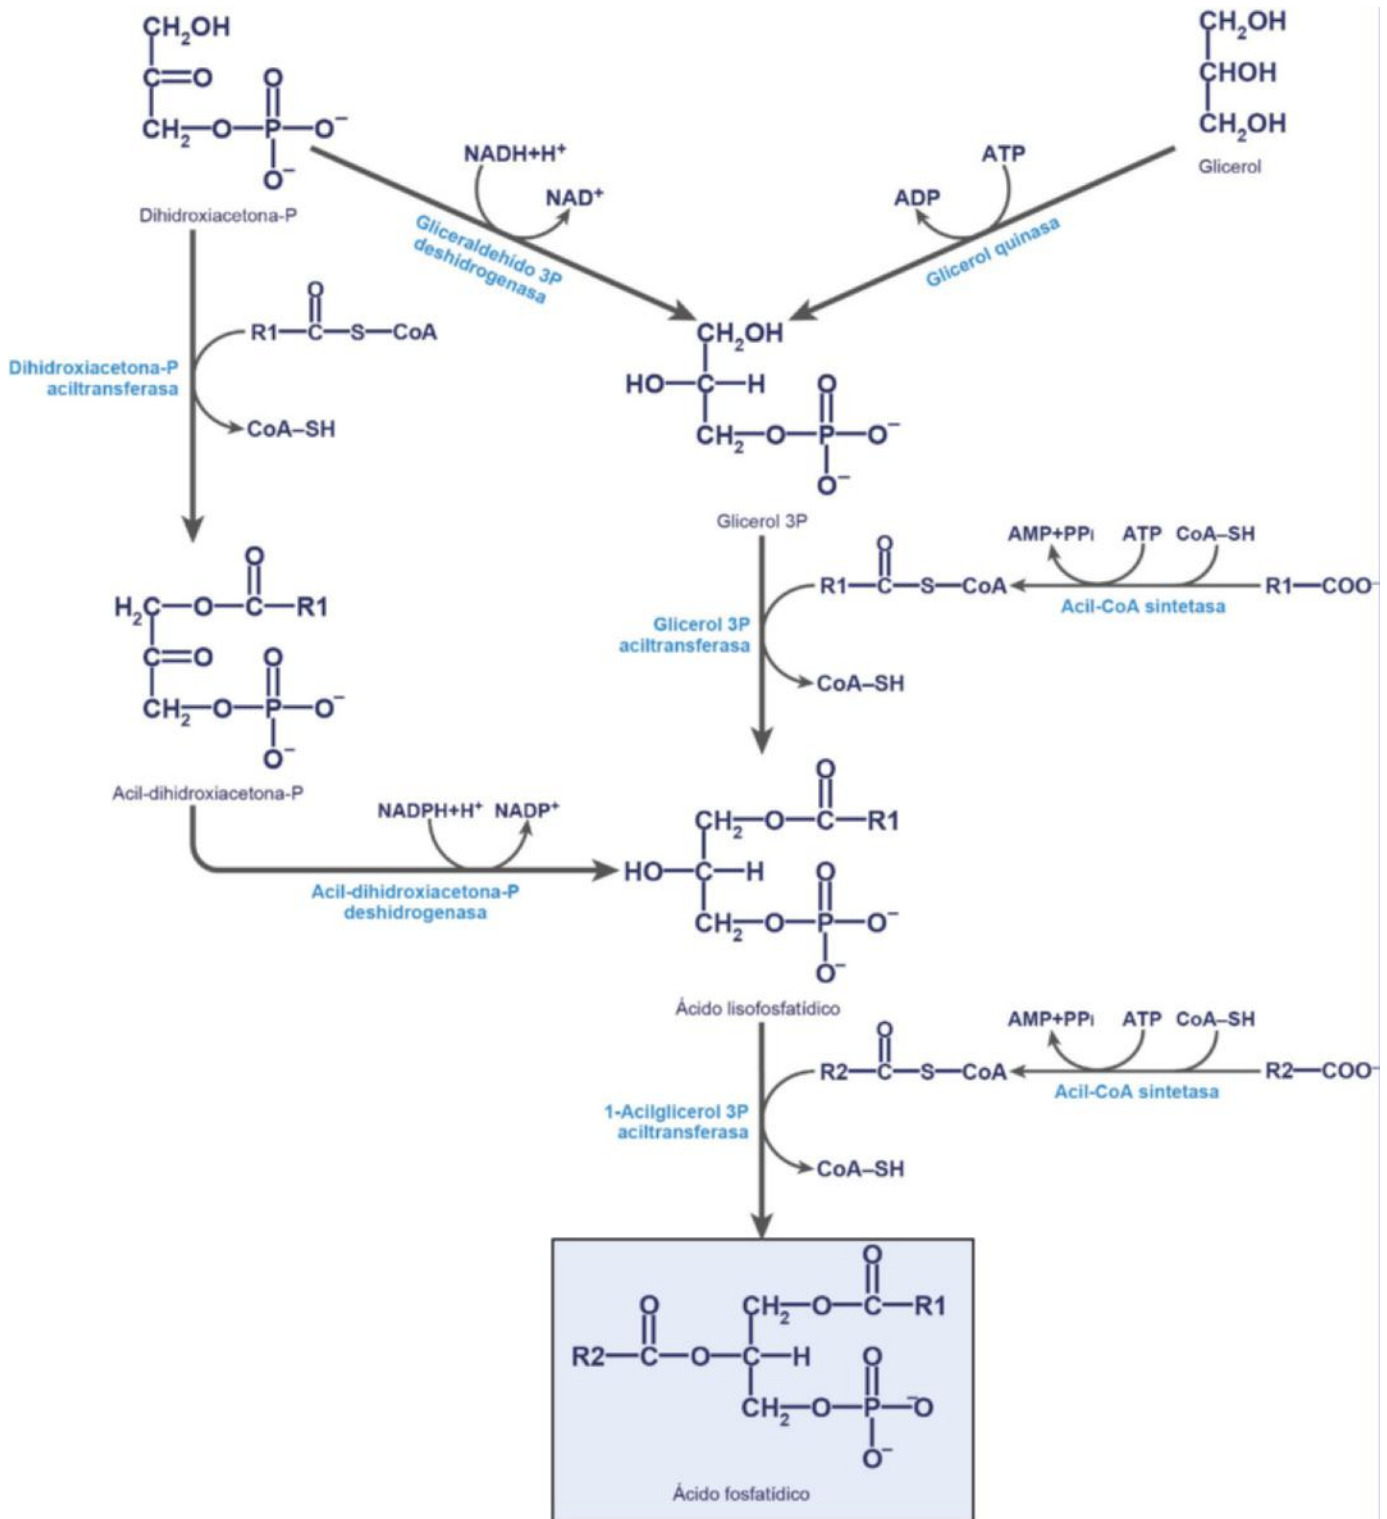 CH2OH
C=O
O
CH2—O—P—O−
O−
Dihidroxiacetona-P
CH2OH
CHOH
CH2OH
Glicerol
NADH+H+
NAD+
Gliceraldehído 3P
deshidrogenasa
ATP
ADP
Glicerol quinasa
O
R1—C—S—CoA
Dihidroxiacetona-P
aciltransferasa
CoA–SH
CH2OH
HO—C—H
O
CH2—O—P—O−
O−
Glicerol 3P
O
R1—C—S—CoA
AMP+PPi ATP CoA–SH
R1—COO−
Acil-CoA sintetasa
Glicerol 3P
aciltransferasa
CoA–SH
O
H2C—O—C—R1
C=O
O
CH2—O—P—O−
O−
Acil-dihidroxiacetona-P
NADPH+H+ NADP+
Acil-dihidroxiacetona-P
deshidrogenasa
O
CH2—O—C—R1
HO—C—H
O
CH2—O—P—O−
O−
Ácido lisofosfatídico
O
R2—C—S—CoA
AMP+PPi ATP CoA–SH
R2—COO−
Acil-CoA sintetasa
1-Acilglicerol 3P
aciltransferasa
CoA–SH
O
O
CH2—O—C—R1
R2—C—O—C—H
O
CH2—O—P—−O
O−
Ácido fosfatídico